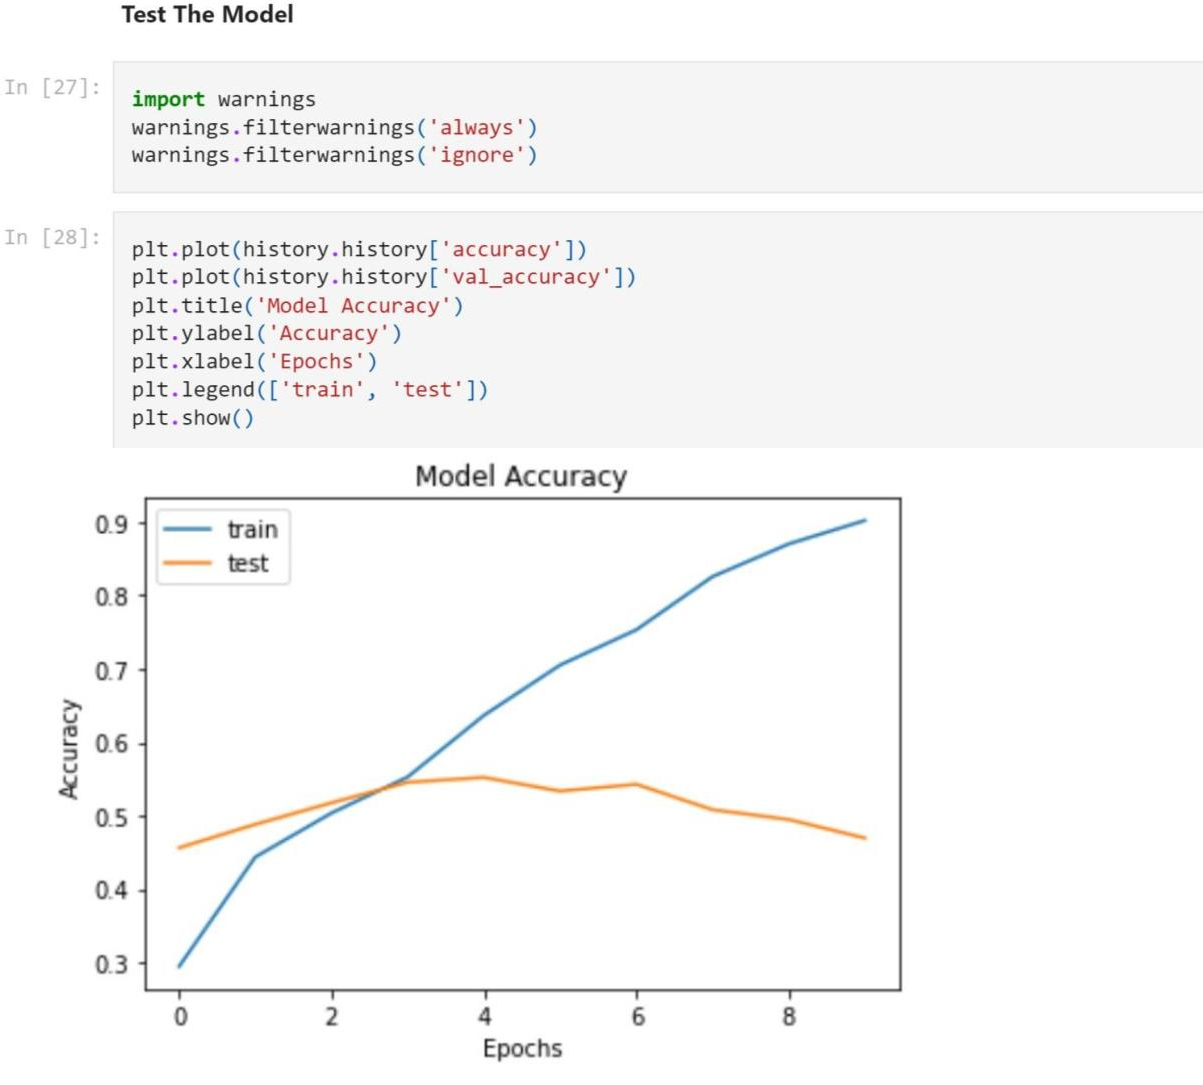 Test The Model
In [27]:
import warnings
warnings.filterwarnings('always')
warnings.filterwarnings('ignore')
In [28]:
plt.plot(history.history['accuracy'])
plt.plot(history.history['val_accuracy'])
plt.title('Model Accuracy')
plt.ylabel('Accuracy')
plt.xlabel('Epochs')
plt.legend(['train', 'test'])
plt.show()
Model Accuracy
train
test
0.9
0.8
0.7
0.6
0.5
0.4
0.3
Accuracy
0 2 4 6 8
Epochs